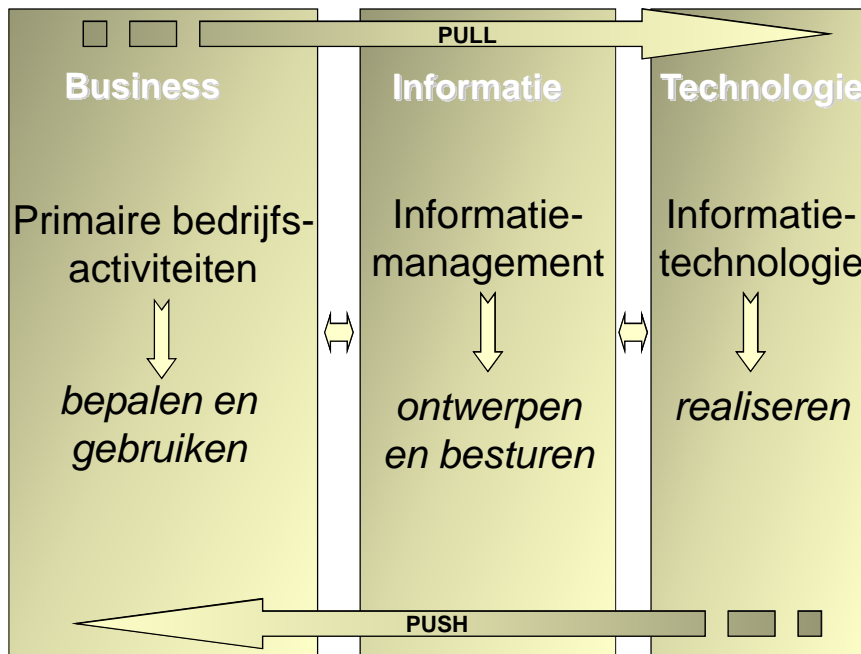 PULL
Business
Informatie
Technologie
Primaire bedrijfs-
activiteiten
bepalen en
gebruiken
Informatie-
management
ontwerpen
en besturen
Informatie-
technologie
realiseren
PUSH